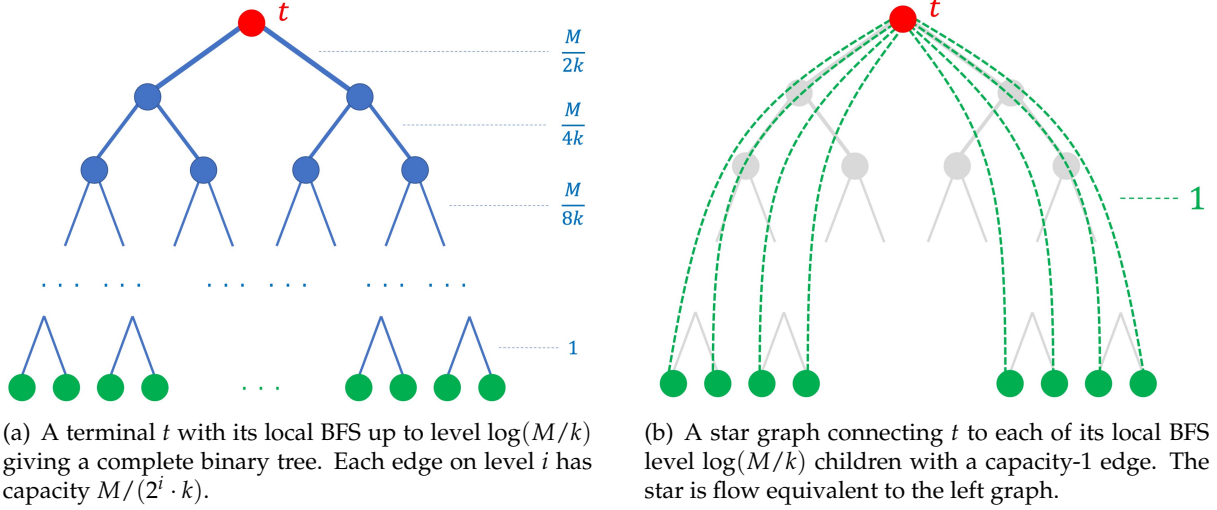 t
M
2k
M
4k
M
8k
. . . . . . . . . . . .
1
. . .
(a) A terminal t with its local BFS up to level log(M/k)
giving a complete binary tree. Each edge on level i has
capacity M/(2^i · k).
t
1
(b) A star graph connecting t to each of its local BFS
level log(M/k) children with a capacity-1 edge. The
star is flow equivalent to the left graph.